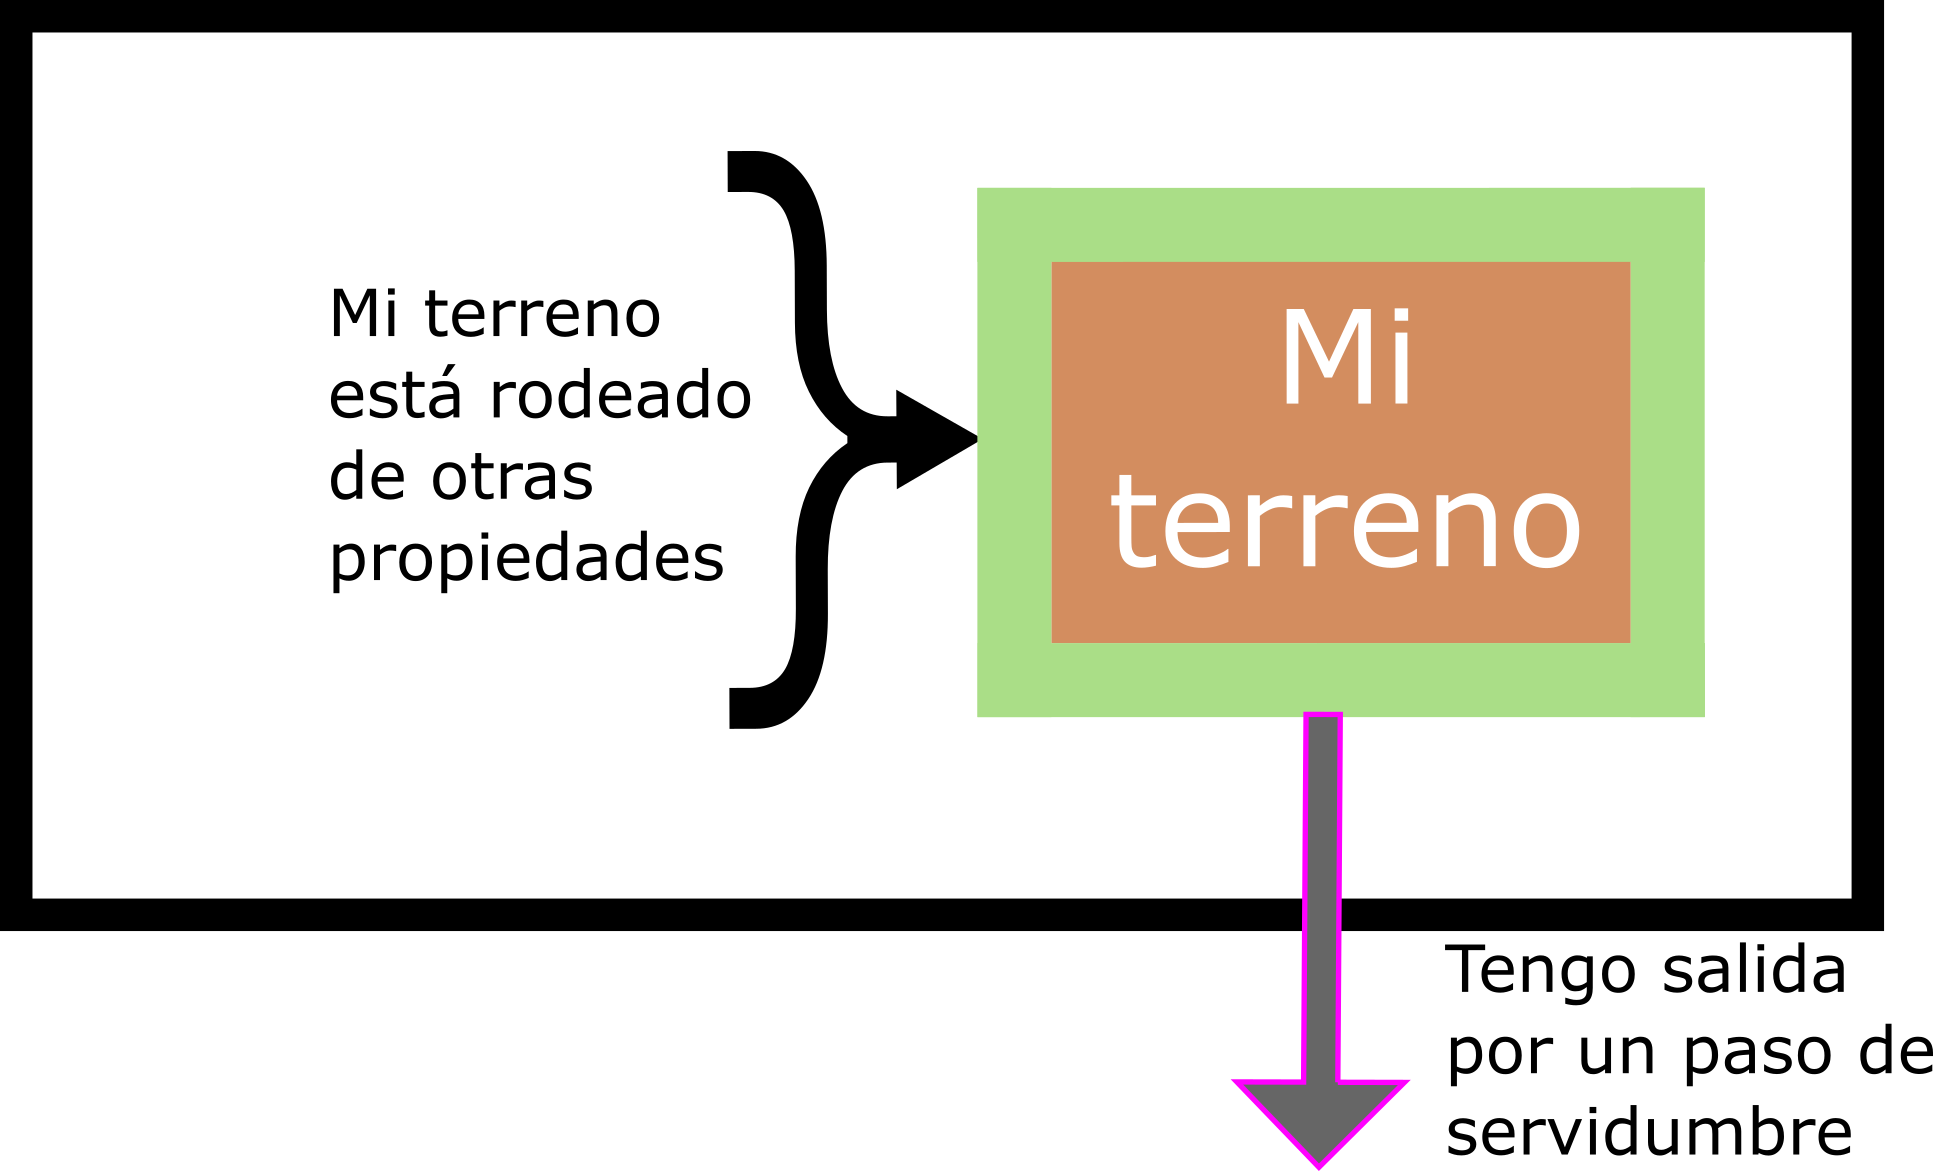 Mi terreno
está rodeado
de otras
propiedades
Mi
terreno
Tengo salida
por un paso de
servidumbre